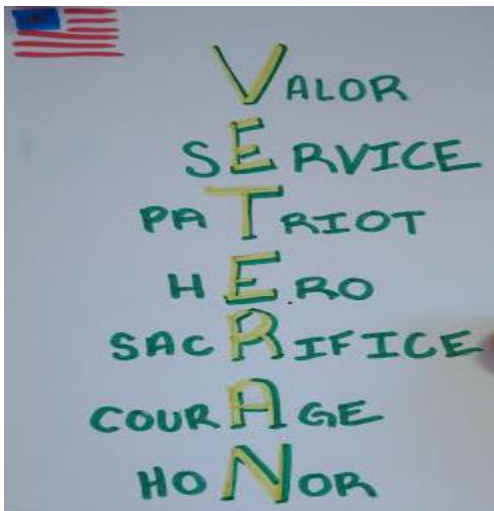 VALOR
SERVICE
PATRIOT
HERO
SACRIFICE
COURAGE
HONOR